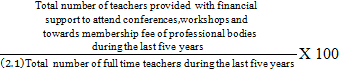 Total number of teachers provided with financial
support to attend conferences,workshops and
towards membership fee of professional bodies
during the last five years
(2.1)Total number of full time teachers during the last five years
X 100